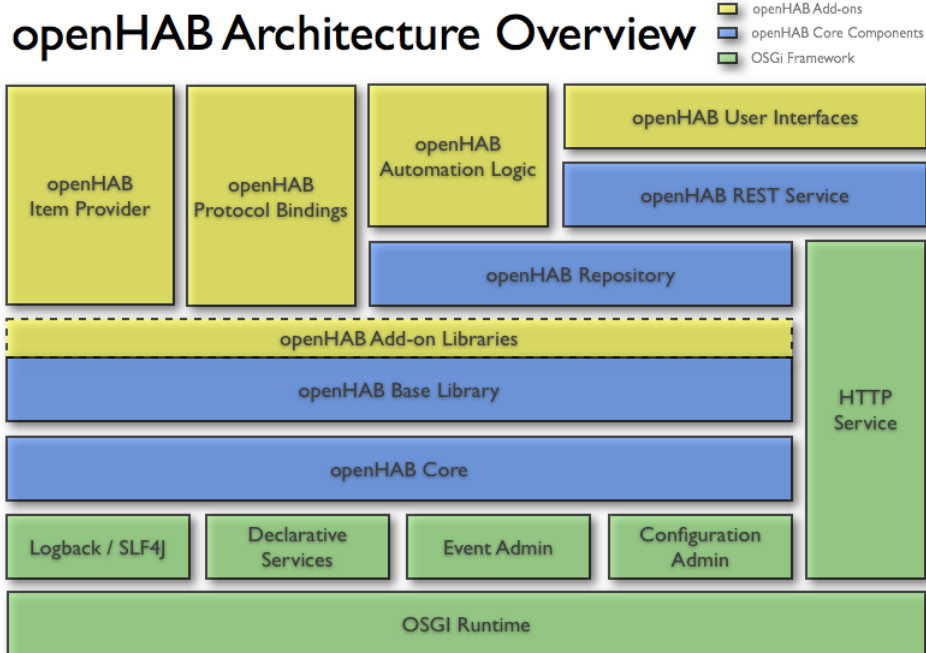 openHAB Architecture Overview
openHAB Add-ons
openHAB Core Components
OSGi Framework
openHAB
Item Provider
openHAB
Protocol Bindings
openHAB
Automation Logic
openHAB User Interfaces
openHAB REST Service
openHAB Repository
openHAB Add-on Libraries
openHAB Base Library
HTTP
Service
openHAB Core
Logback / SLF4J
Declarative
Services
Event Admin
Configuration
Admin
OSGI Runtime